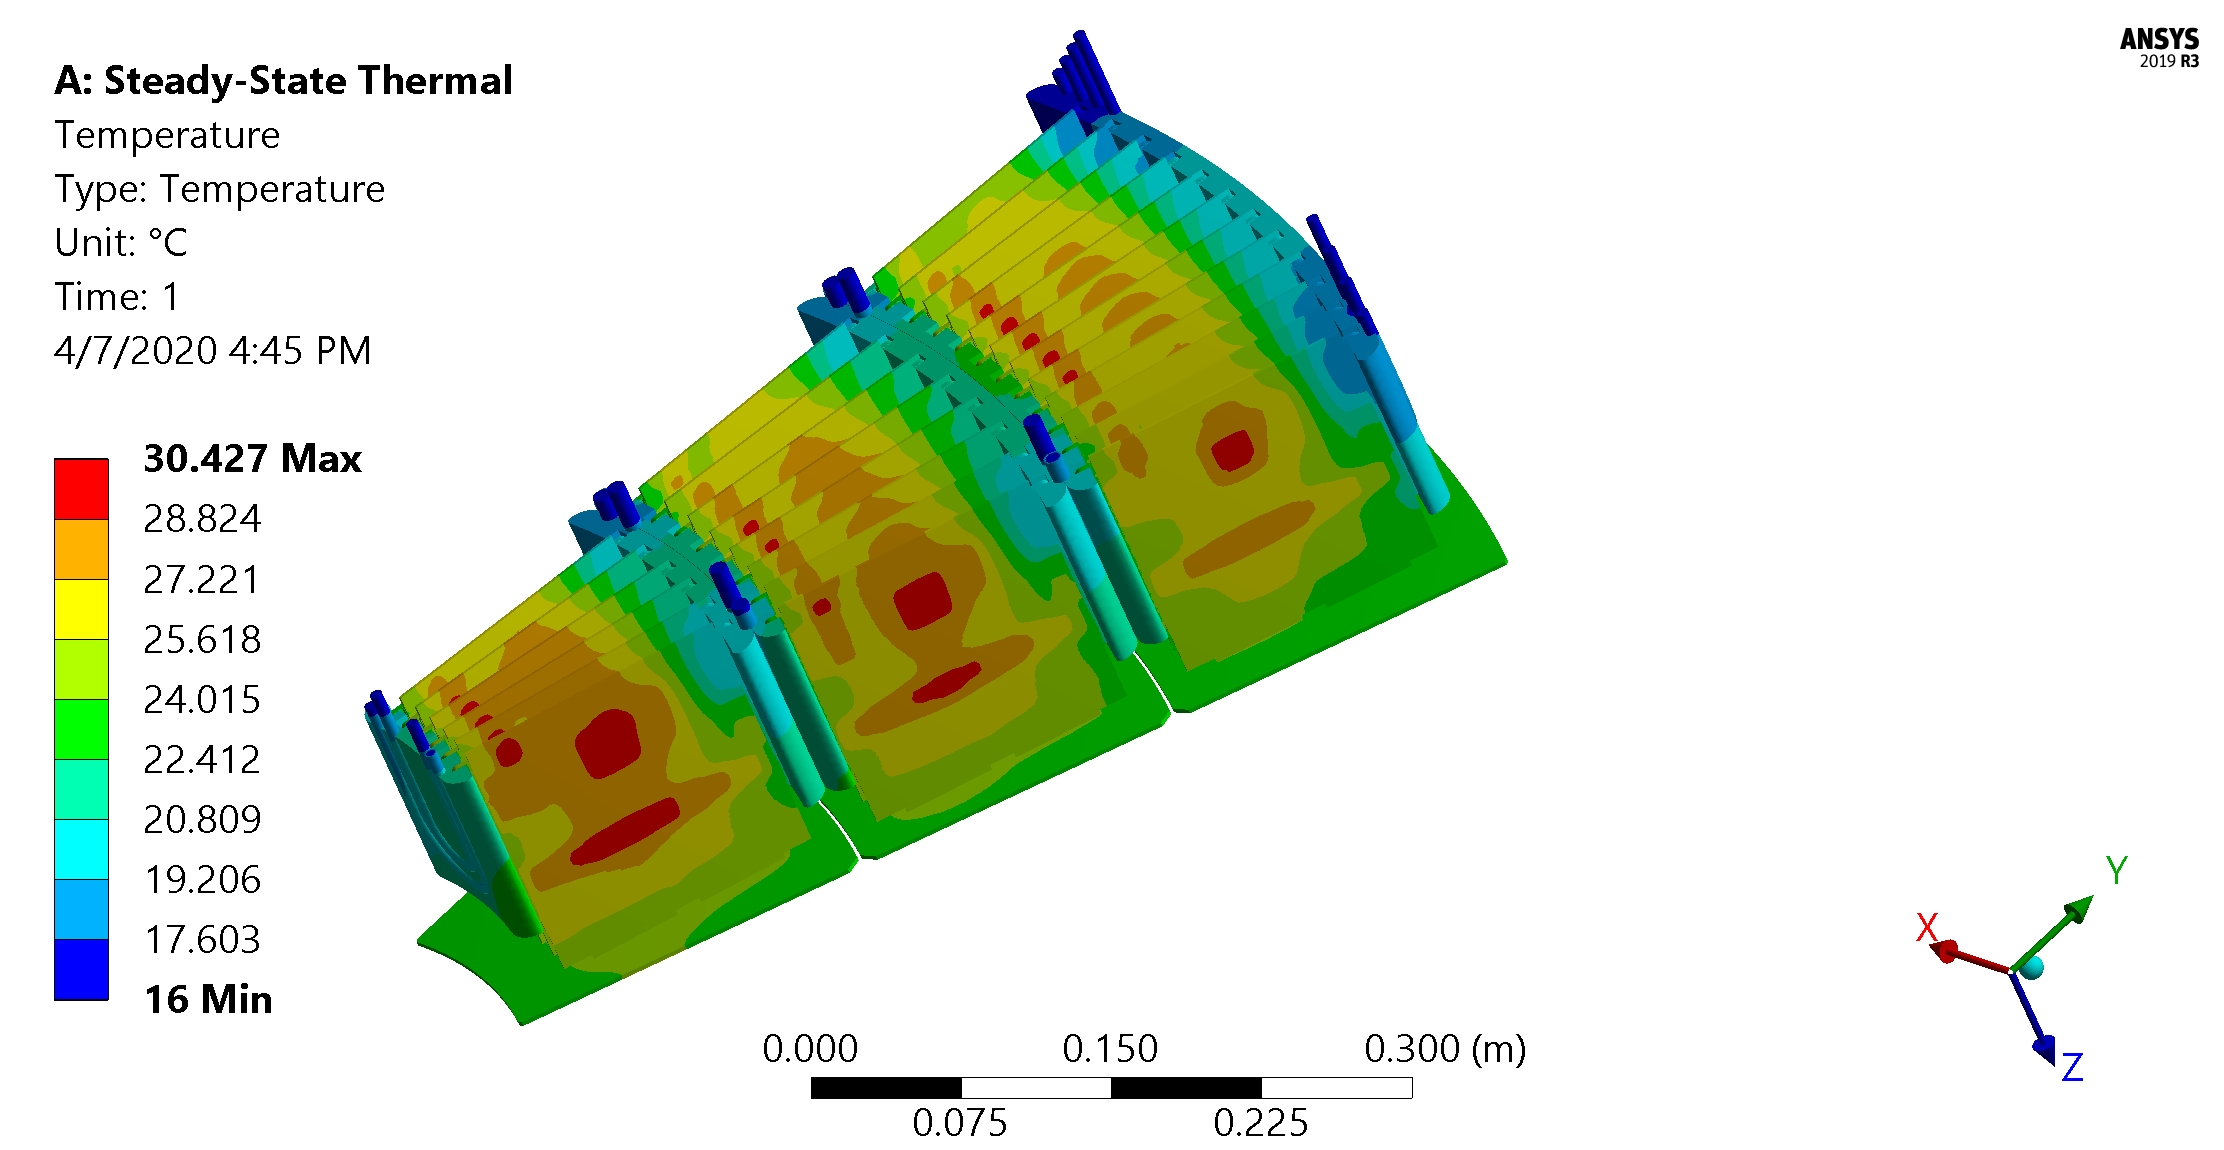 ANSYS
2019 R3
A: Steady-State Thermal
Temperature
Type: Temperature
Unit: °C
Time: 1
4/7/2020 4:45 PM
30.427 Max
28.824
27.221
25.618
24.015
22.412
20.809
19.206
17.603
16 Min
0.000 0.150 0.300 (m)
0.075 0.225
Y
X
Z